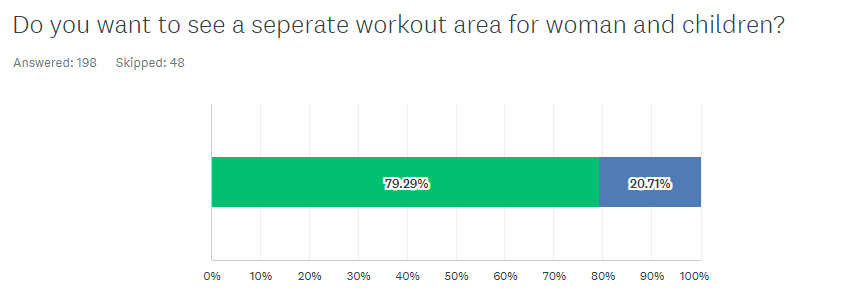 Do you want to see a seperate workout area for woman and children?
Answered: 198 Skipped: 48
79.29% 20.71%
0% 10% 20% 30% 40% 50% 60% 70% 80% 90% 100%